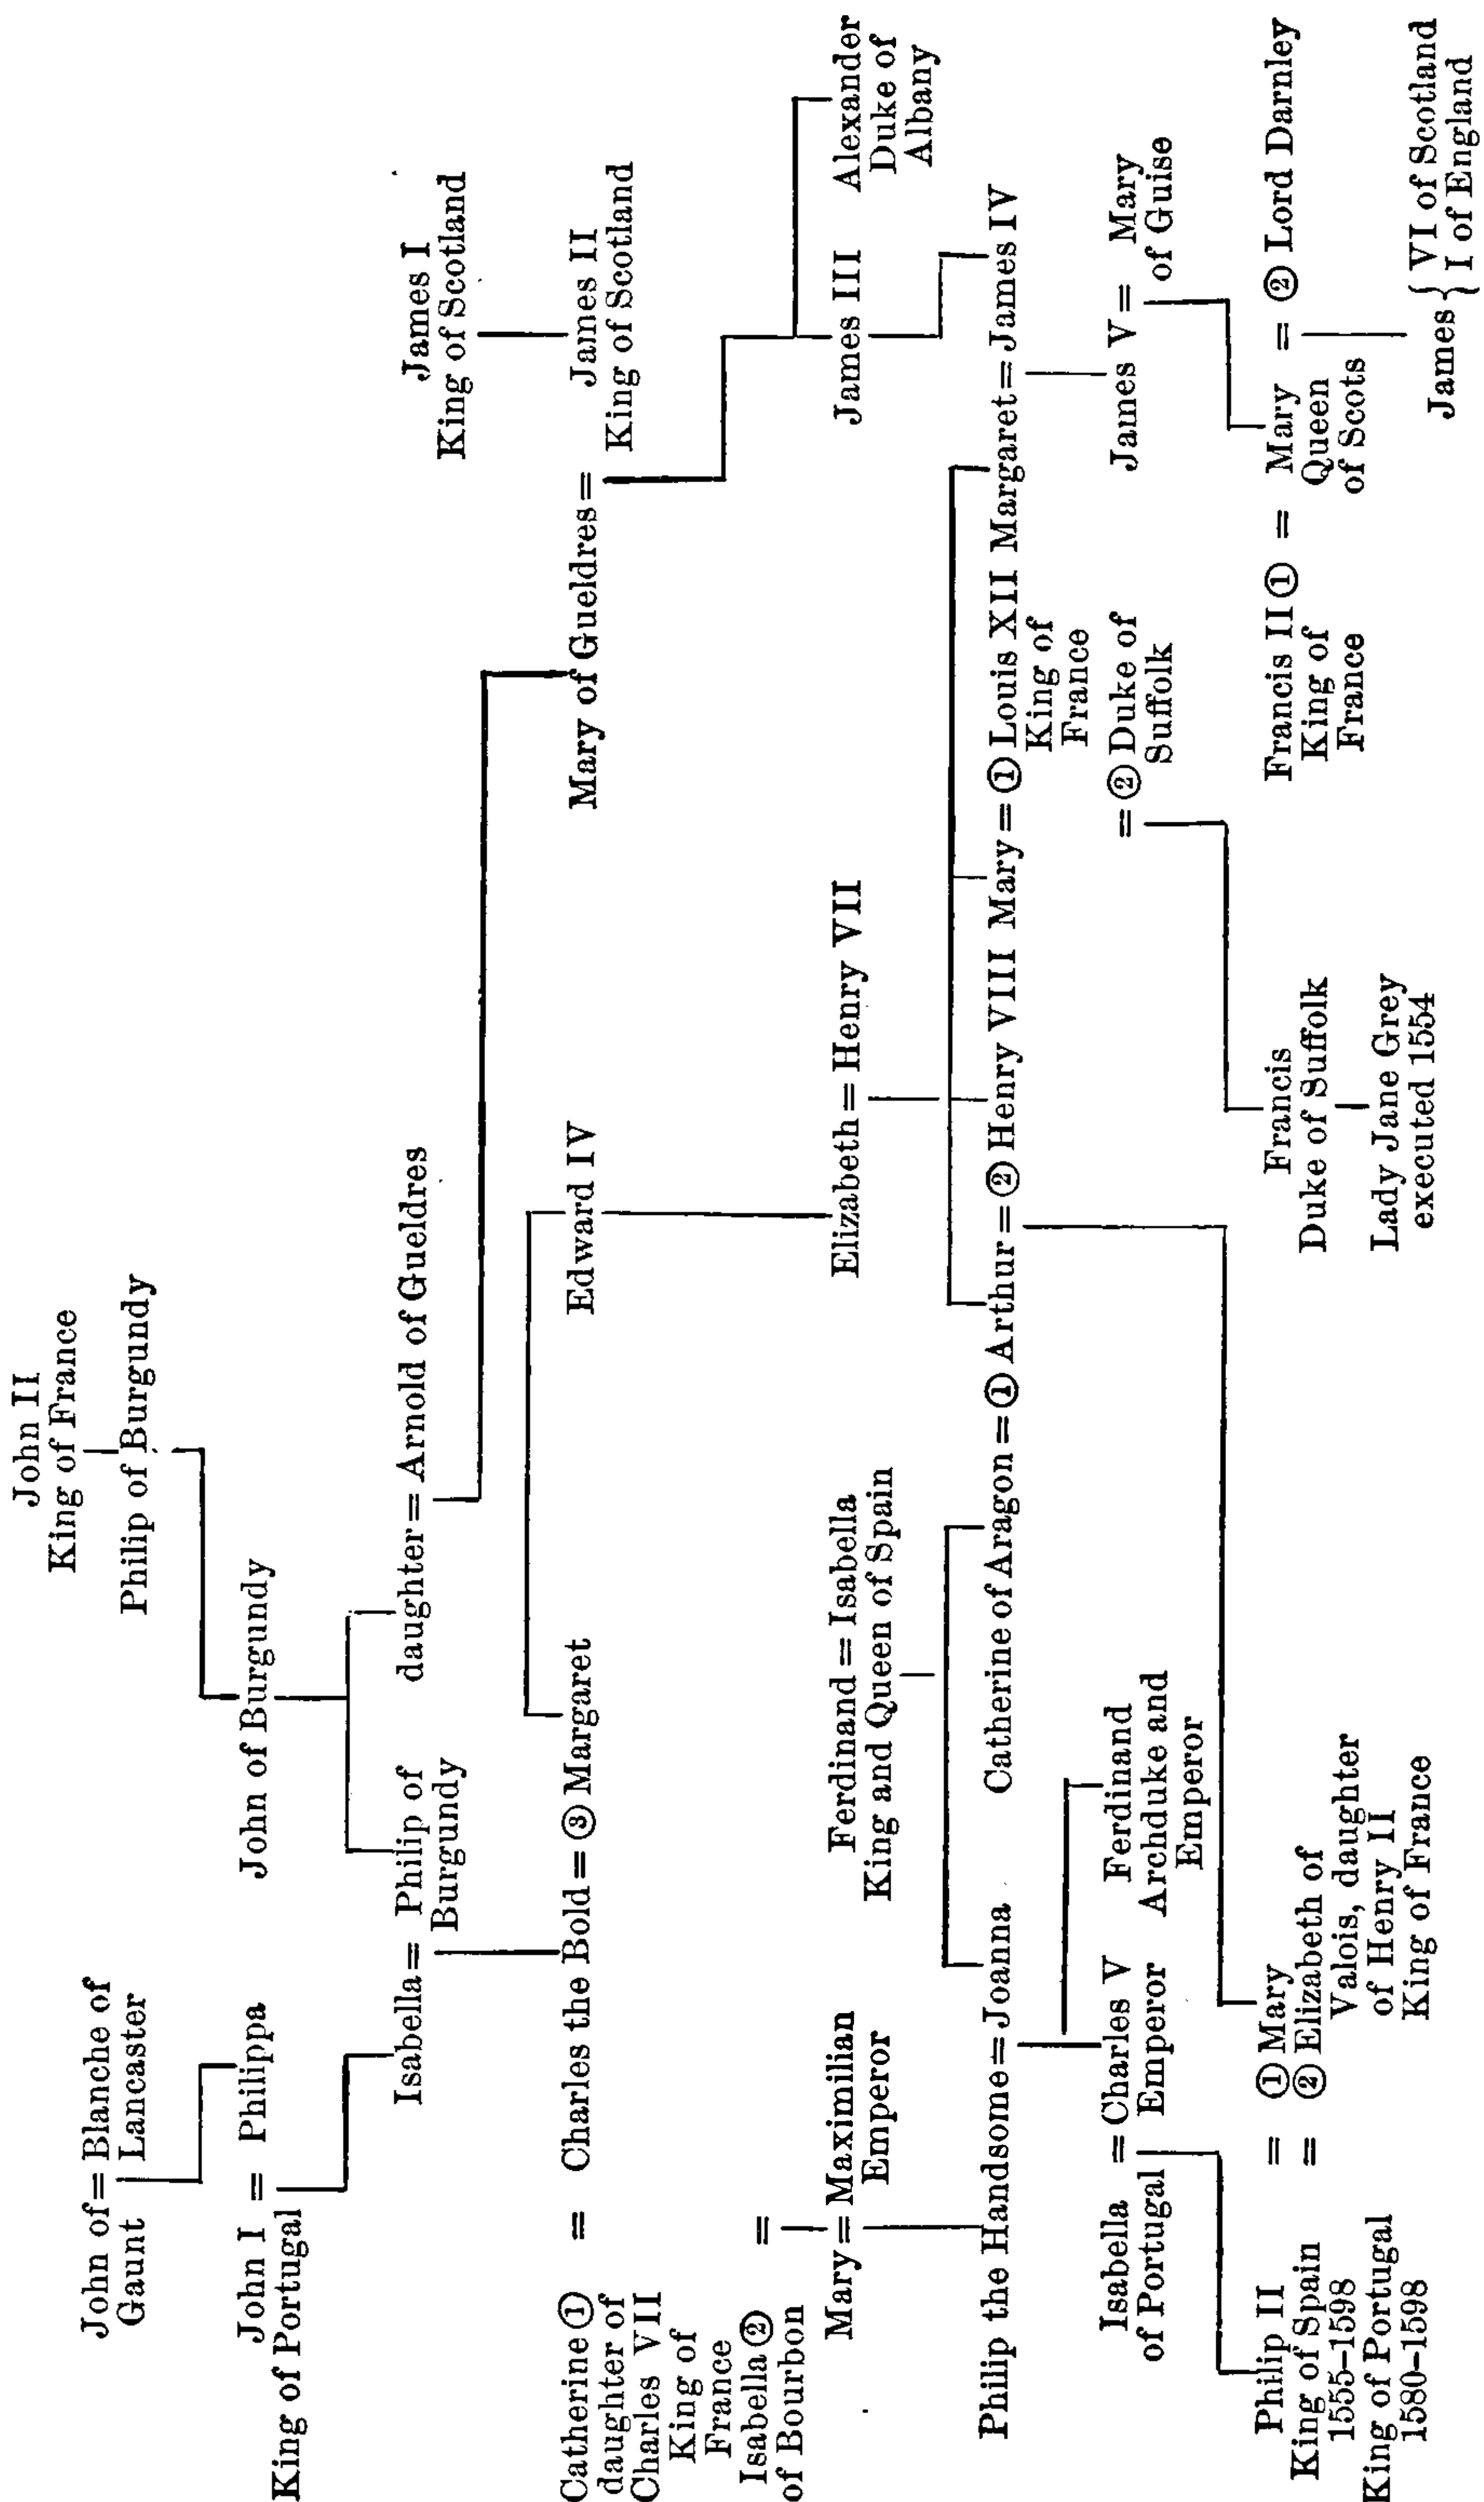 John II
King of France
John of = Blanche of
Gaunt Lancaster
Philip of Burgundy
John I = Philippa
King of Portugal
John of Burgundy
Isabella = Philip of
Burgundy
daughter = Arnold of Gueldres
James I
King of Scotland
Catherine ① = Charles the Bold = ③ Margaret
daughter of
Charles VII
King of
France
Edward IV
Mary of Gueldres =
James II
King of Scotland
Isabella ② =
of Bourbon
Mary = Maximilian
Emperor
Ferdinand = Isabella
King and Queen of Spain
Elizabeth = Henry VII
James III
Alexander
Duke of
Albany
Philip the Handsome = Joanna
Catherine of Aragon = ① Arthur = ② Henry VIII
Mary = ① Louis XII
King of
France
Margaret = James IV
Isabella = Charles V
of Portugal Emperor
Ferdinand
Archduke and
Emperor
= ② Duke of
Suffolk
James V = Mary
of Guise
Philip II = ① Mary
King of Spain = ② Elizabeth of
1555–1598 Valois, daughter
King of Portugal of Henry II
1580–1598 King of France
Francis
Duke of Suffolk
Lady Jane Grey
executed 1554
Francis II ① = Mary = ② Lord Darnley
King of Queen
France of Scots
James { VI of Scotland
I of England